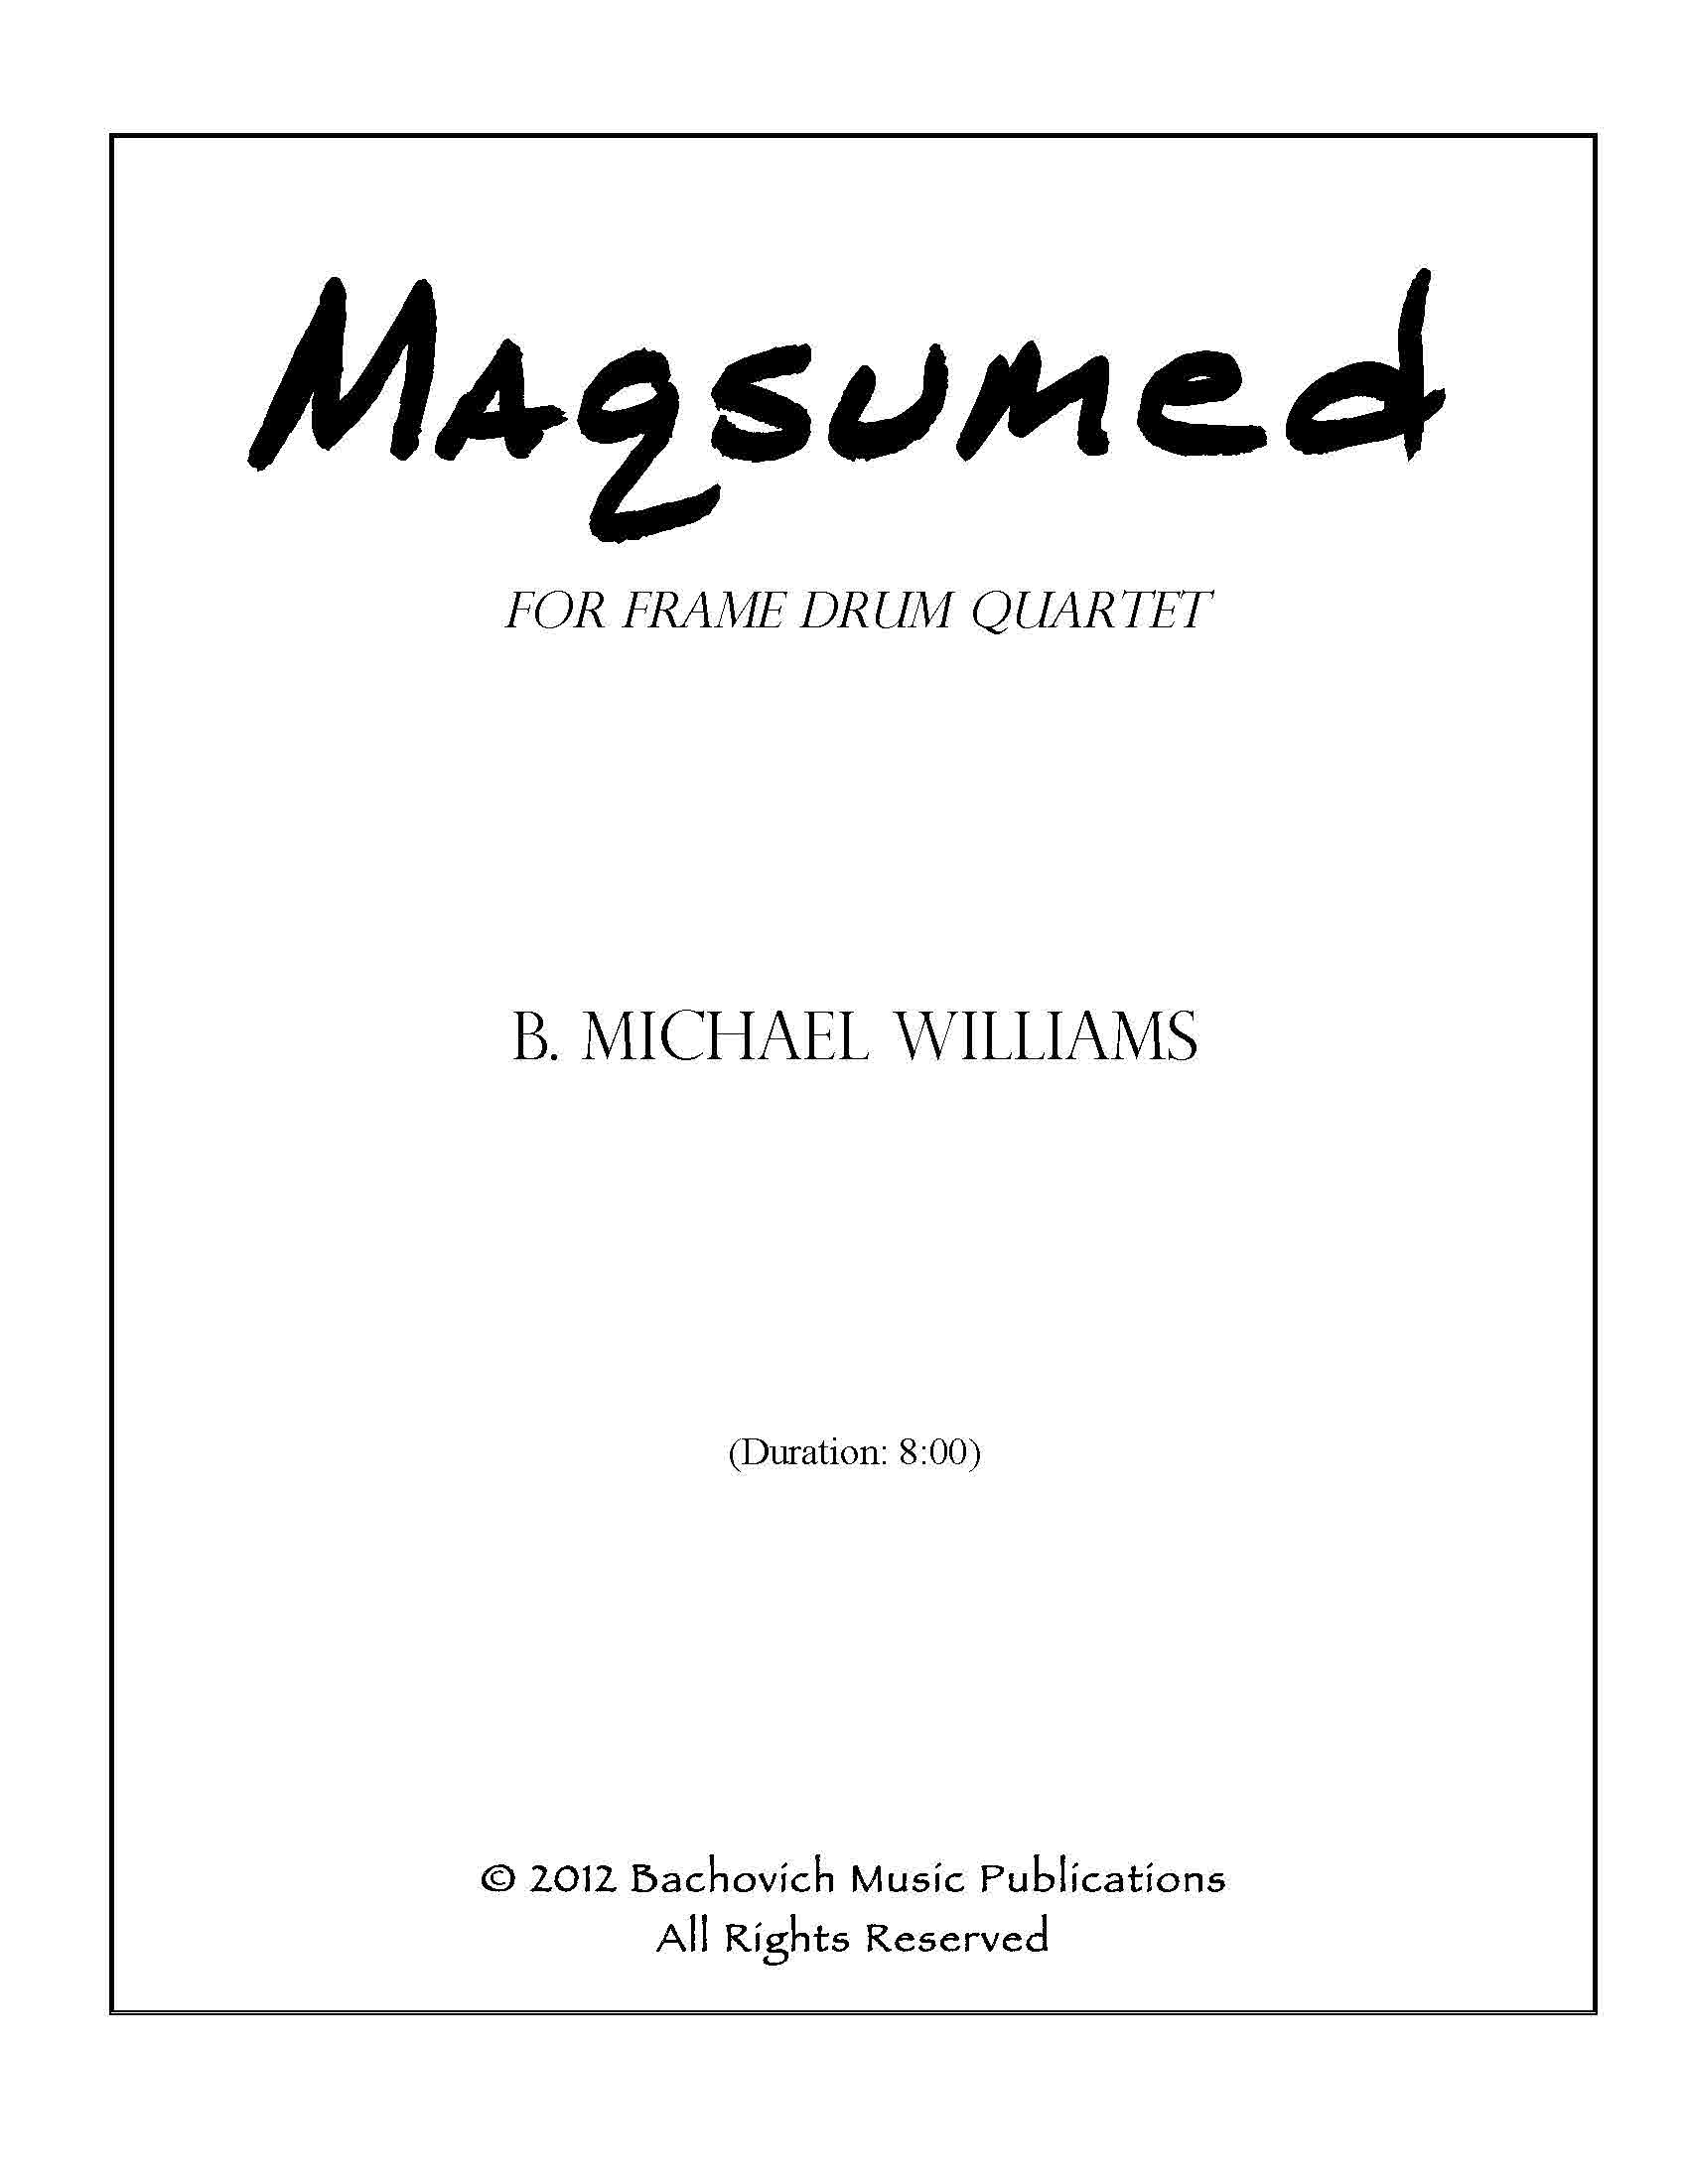 Maqsumed
FOR FRAME DRUM QUARTET
B. MICHAEL WILLIAMS
(Duration: 8:00)
© 2012 Bachovich Music Publications
All Rights Reserved